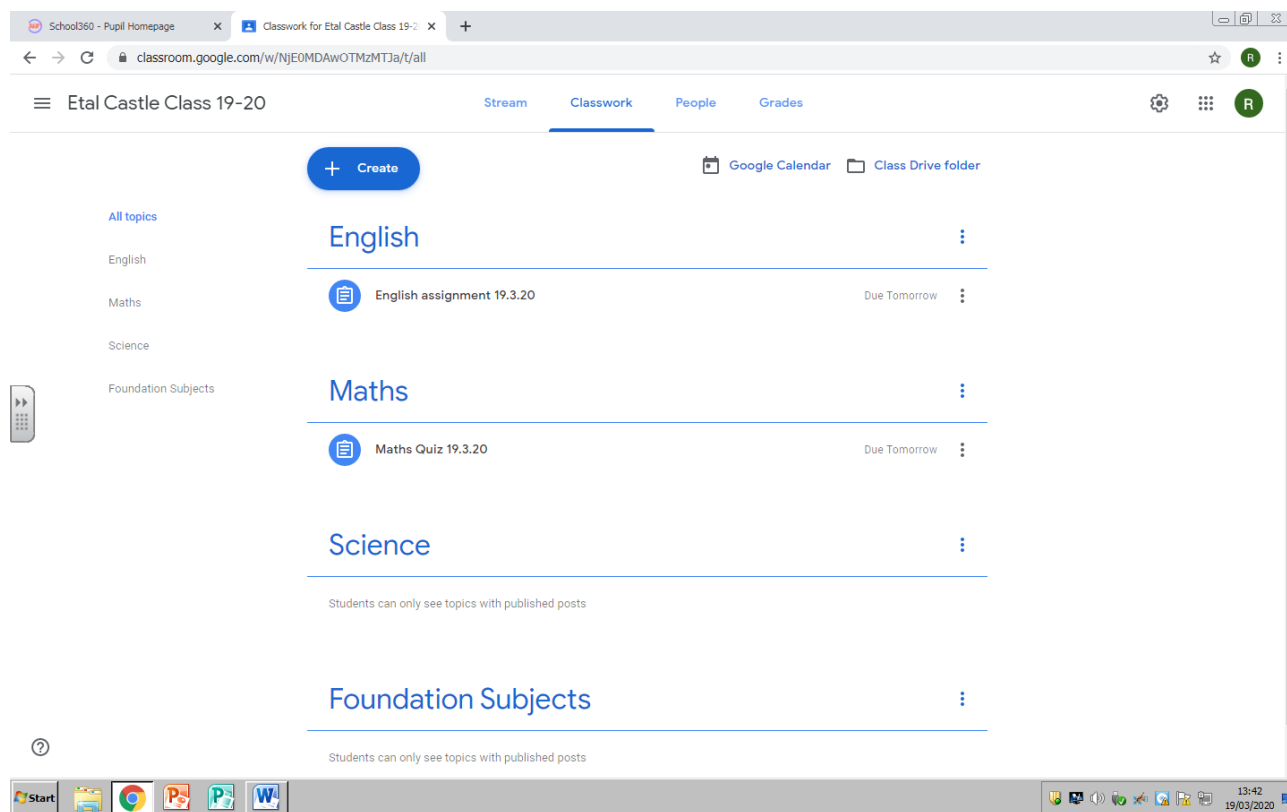 School360 - Pupil Homepage
Classwork for Etal Castle Class 19-2
classroom.google.com/w/NjE0MDAwOTMzMTJa/t/all
R
Etal Castle Class 19-20
Stream
Classwork
People
Grades
R
Create
Google Calendar
Class Drive folder
All topics
English
Maths
Science
Foundation Subjects
English
English assignment 19.3.20
Due Tomorrow
Maths
Maths Quiz 19.3.20
Due Tomorrow
Science
Students can only see topics with published posts
Foundation Subjects
Students can only see topics with published posts
Start
13:42
19/03/2020